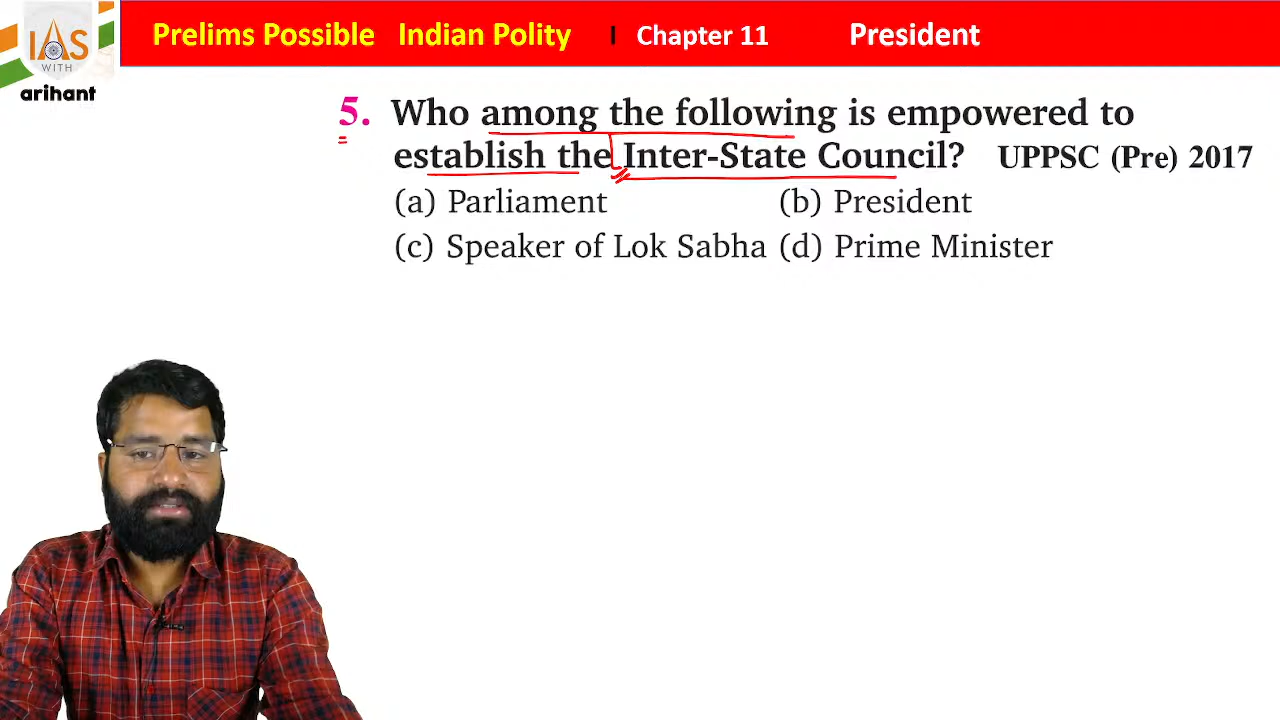 Prelims Possible Indian Polity | Chapter 11 President
IAS
WITH
arihant
5. Who among the following is empowered to
establish the Inter-State Council? UPPSC (Pre) 2017
(a) Parliament (b) President
(c) Speaker of Lok Sabha (d) Prime Minister